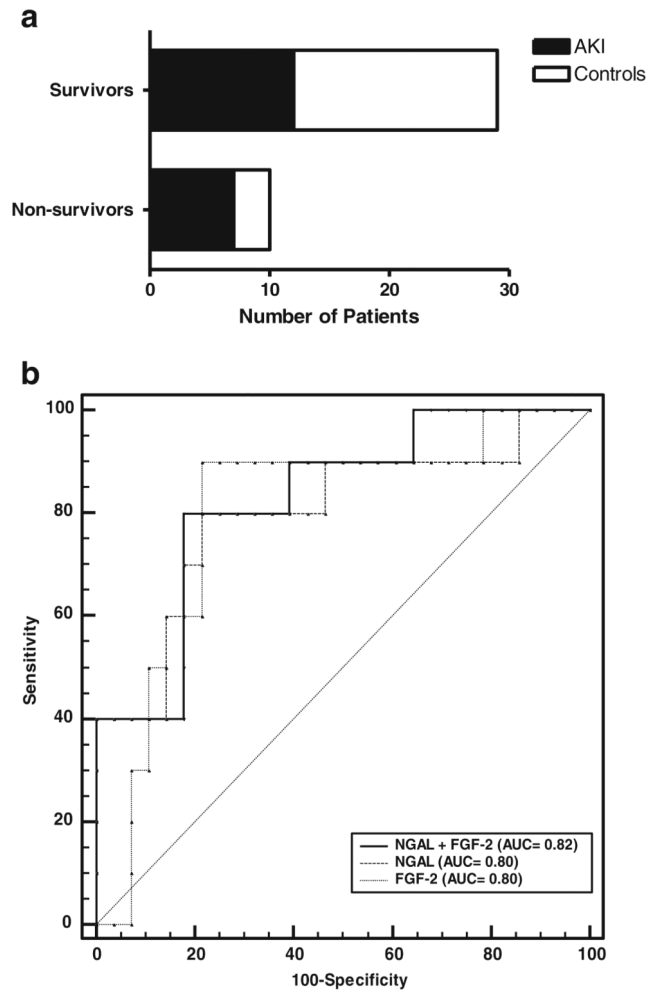 a
AKI
Controls
Survivors
Non-survivors
0 10 20 30
Number of Patients
b
100
80
60
40
20
0
Sensitivity
NGAL + FGF-2 (AUC= 0.82)
NGAL (AUC= 0.80)
FGF-2 (AUC= 0.80)
0 20 40 60 80 100
100-Specificity